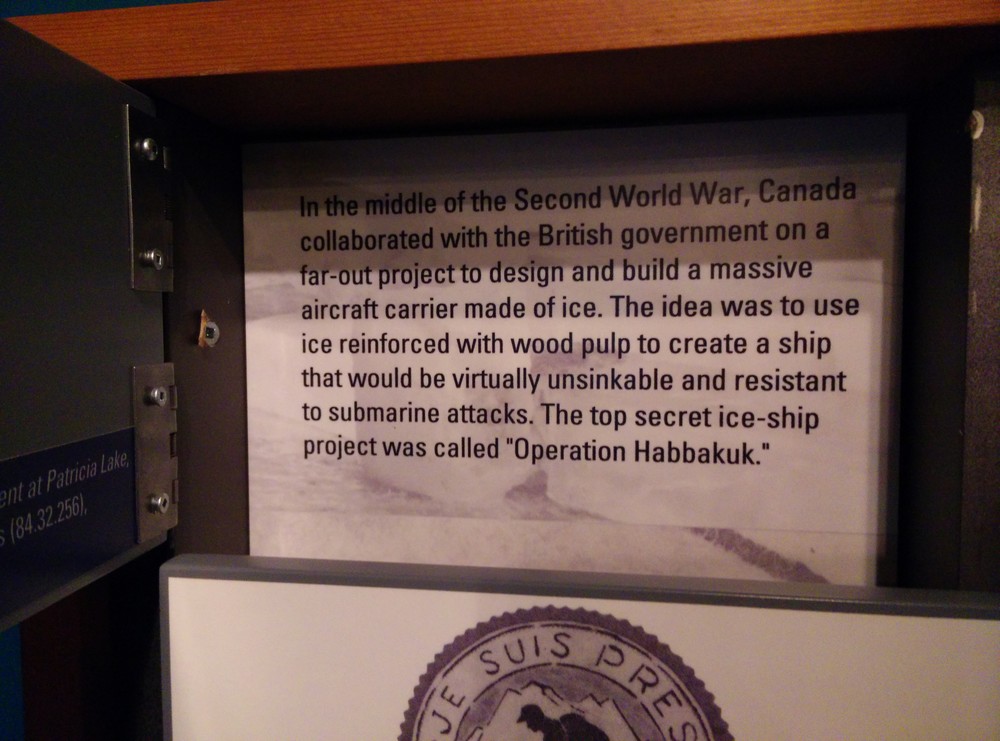 In the middle of the Second World War, Canada
collaborated with the British government on a
far-out project to design and build a massive
aircraft carrier made of ice. The idea was to use
ice reinforced with wood pulp to create a ship
that would be virtually unsinkable and resistant
to submarine attacks. The top secret ice-ship
project was called "Operation Habbakuk."
ent at Patricia Lake,
s (84.32.256),
JE SUIS PRES